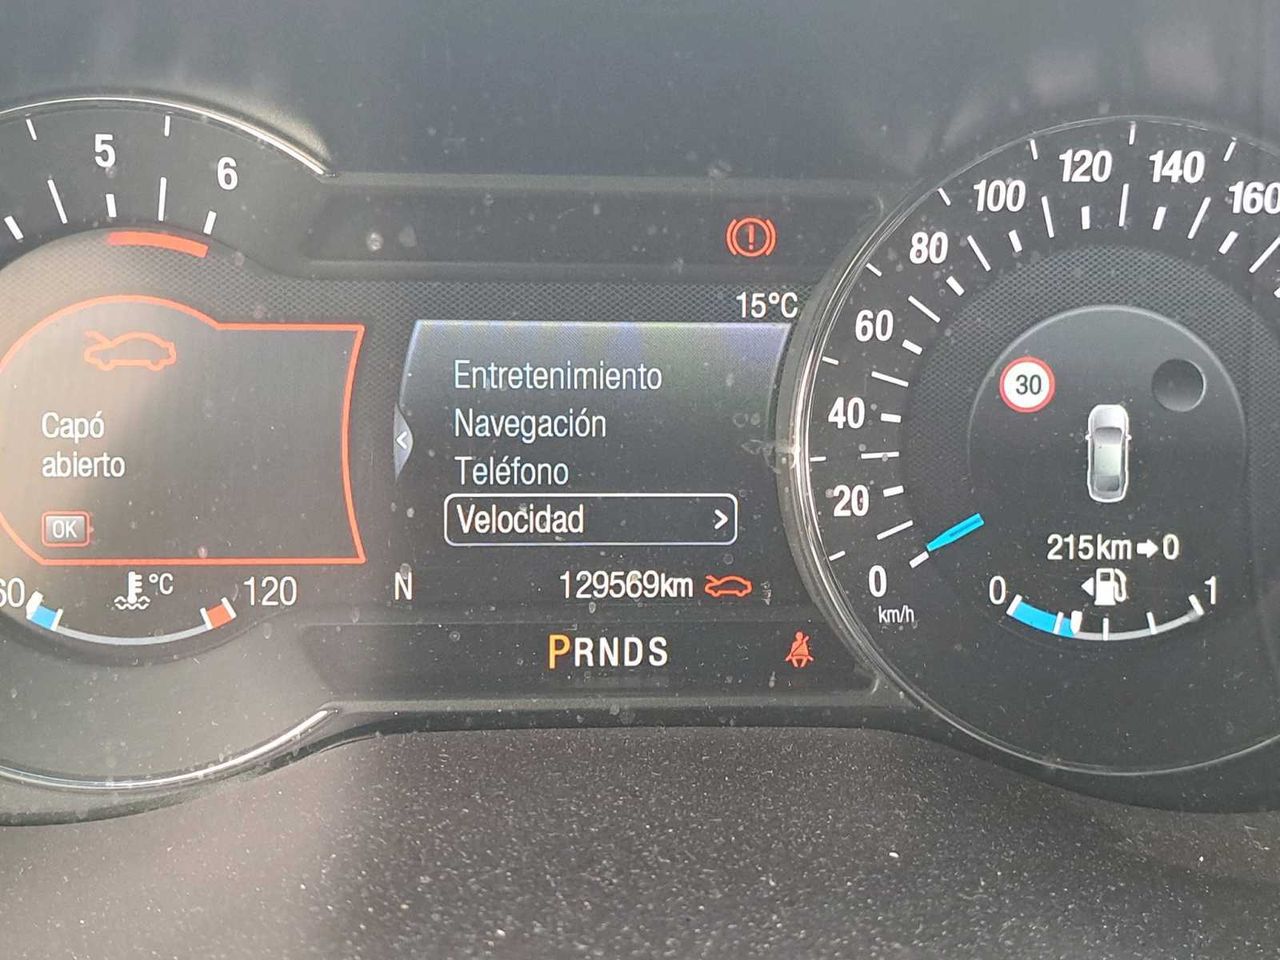 5
6
Capó
abierto
OK
60
°C
120
15°C
Entretenimiento
Navegación
Teléfono
Velocidad >
N
129569km
PRNDS
0
20
40
60
80
100
120
140
160
km/h
30
215km➡0
0
1